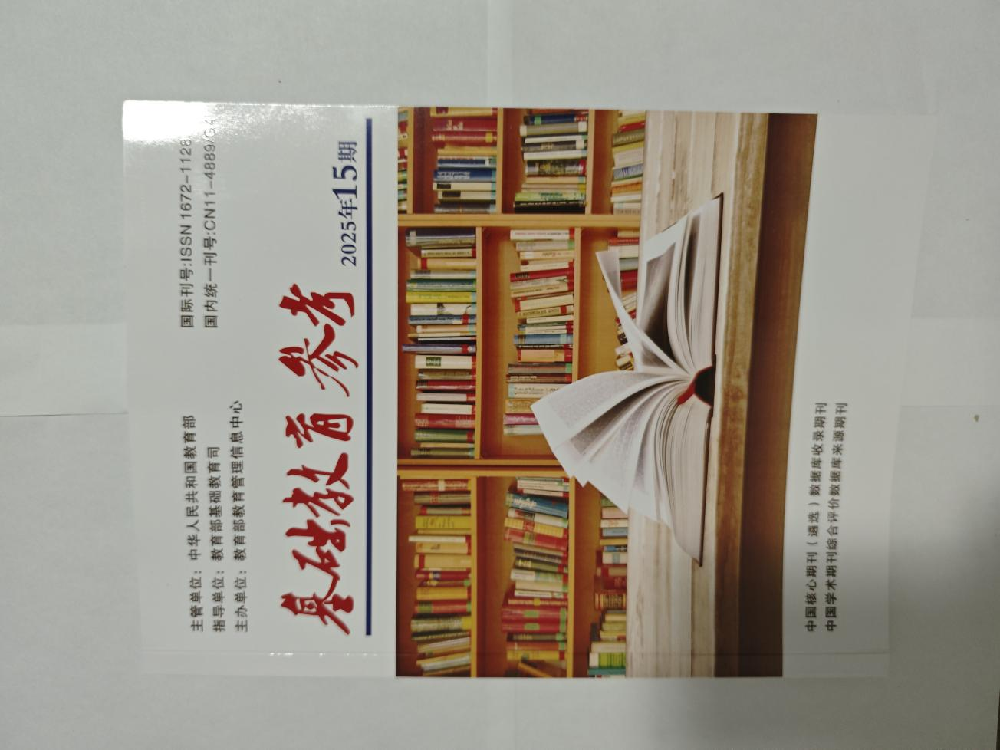 主管单位：中华人民共和国教育部
指导单位：教育部基础教育司
主办单位：教育部教育管理信息中心
国际刊号:ISSN 1672-1128
国内统一刊号:CN11-4889/G4
基础教育参考
2025年15期
中国核心期刊（遴选）数据库收录期刊
中国学术期刊综合评价数据库来源期刊